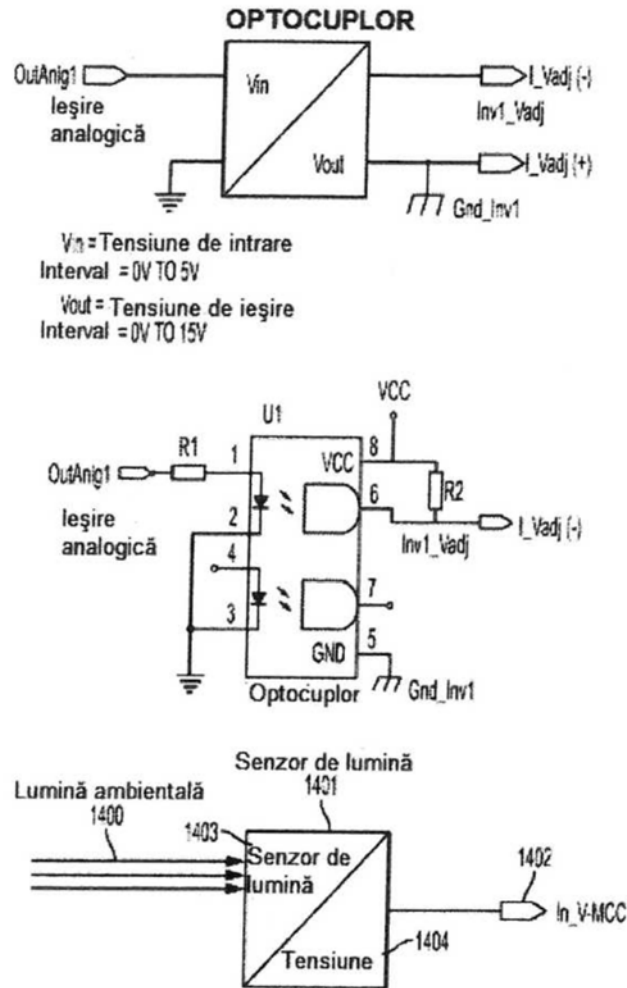 OPTOCUPLOR
OutAnlg1
Ieşire
analogică
Vin
Vout
I_Vadj (-)
Inv1_Vadj
I_Vadj (+)
Gnd_Inv1
Vin = Tensiune de intrare
Interval = 0V TO 5V
Vout = Tensiune de ieşire
Interval = 0V TO 15V
U1
VCC
R1
1
VCC
8
OutAnlg1
6
R2
Ieşire
analogică
2
Inv1_Vadj
I_Vadj (-)
4
7
3
GND
5
Optocuplor
Gnd_Inv1
Senzor de lumină
1401
Lumină ambientală
1400
1403
Senzor de
lumină
1402
In_V-MCC
1404
Tensiune